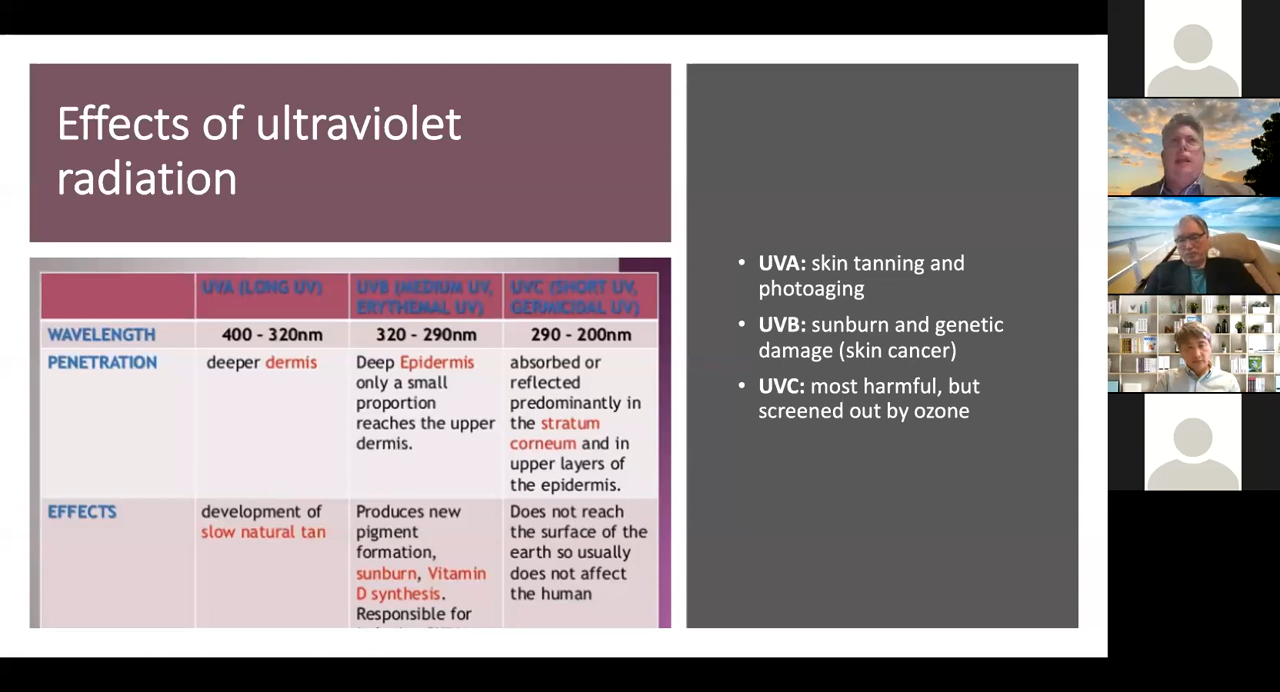 Effects of ultraviolet
radiation
UVA (LONG UV)
UVB (MEDIUM UV,
ERYTHEMAL UV)
UVC (SHORT UV,
GERMICIDAL UV)
WAVELENGTH
400 - 320nm
320 - 290nm
290 - 200nm
PENETRATION
deeper dermis
Deep Epidermis
only a small
proportion
reaches the upper
dermis.
absorbed or
reflected
predominantly in
the stratum
corneum and in
upper layers of
the epidermis.
EFFECTS
development of
slow natural tan
Produces new
pigment
formation,
sunburn, Vitamin
D synthesis.
Responsible for
Does not reach
the surface of the
earth so usually
does not affect
the human
• UVA: skin tanning and
photoaging
• UVB: sunburn and genetic
damage (skin cancer)
• UVC: most harmful, but
screened out by ozone